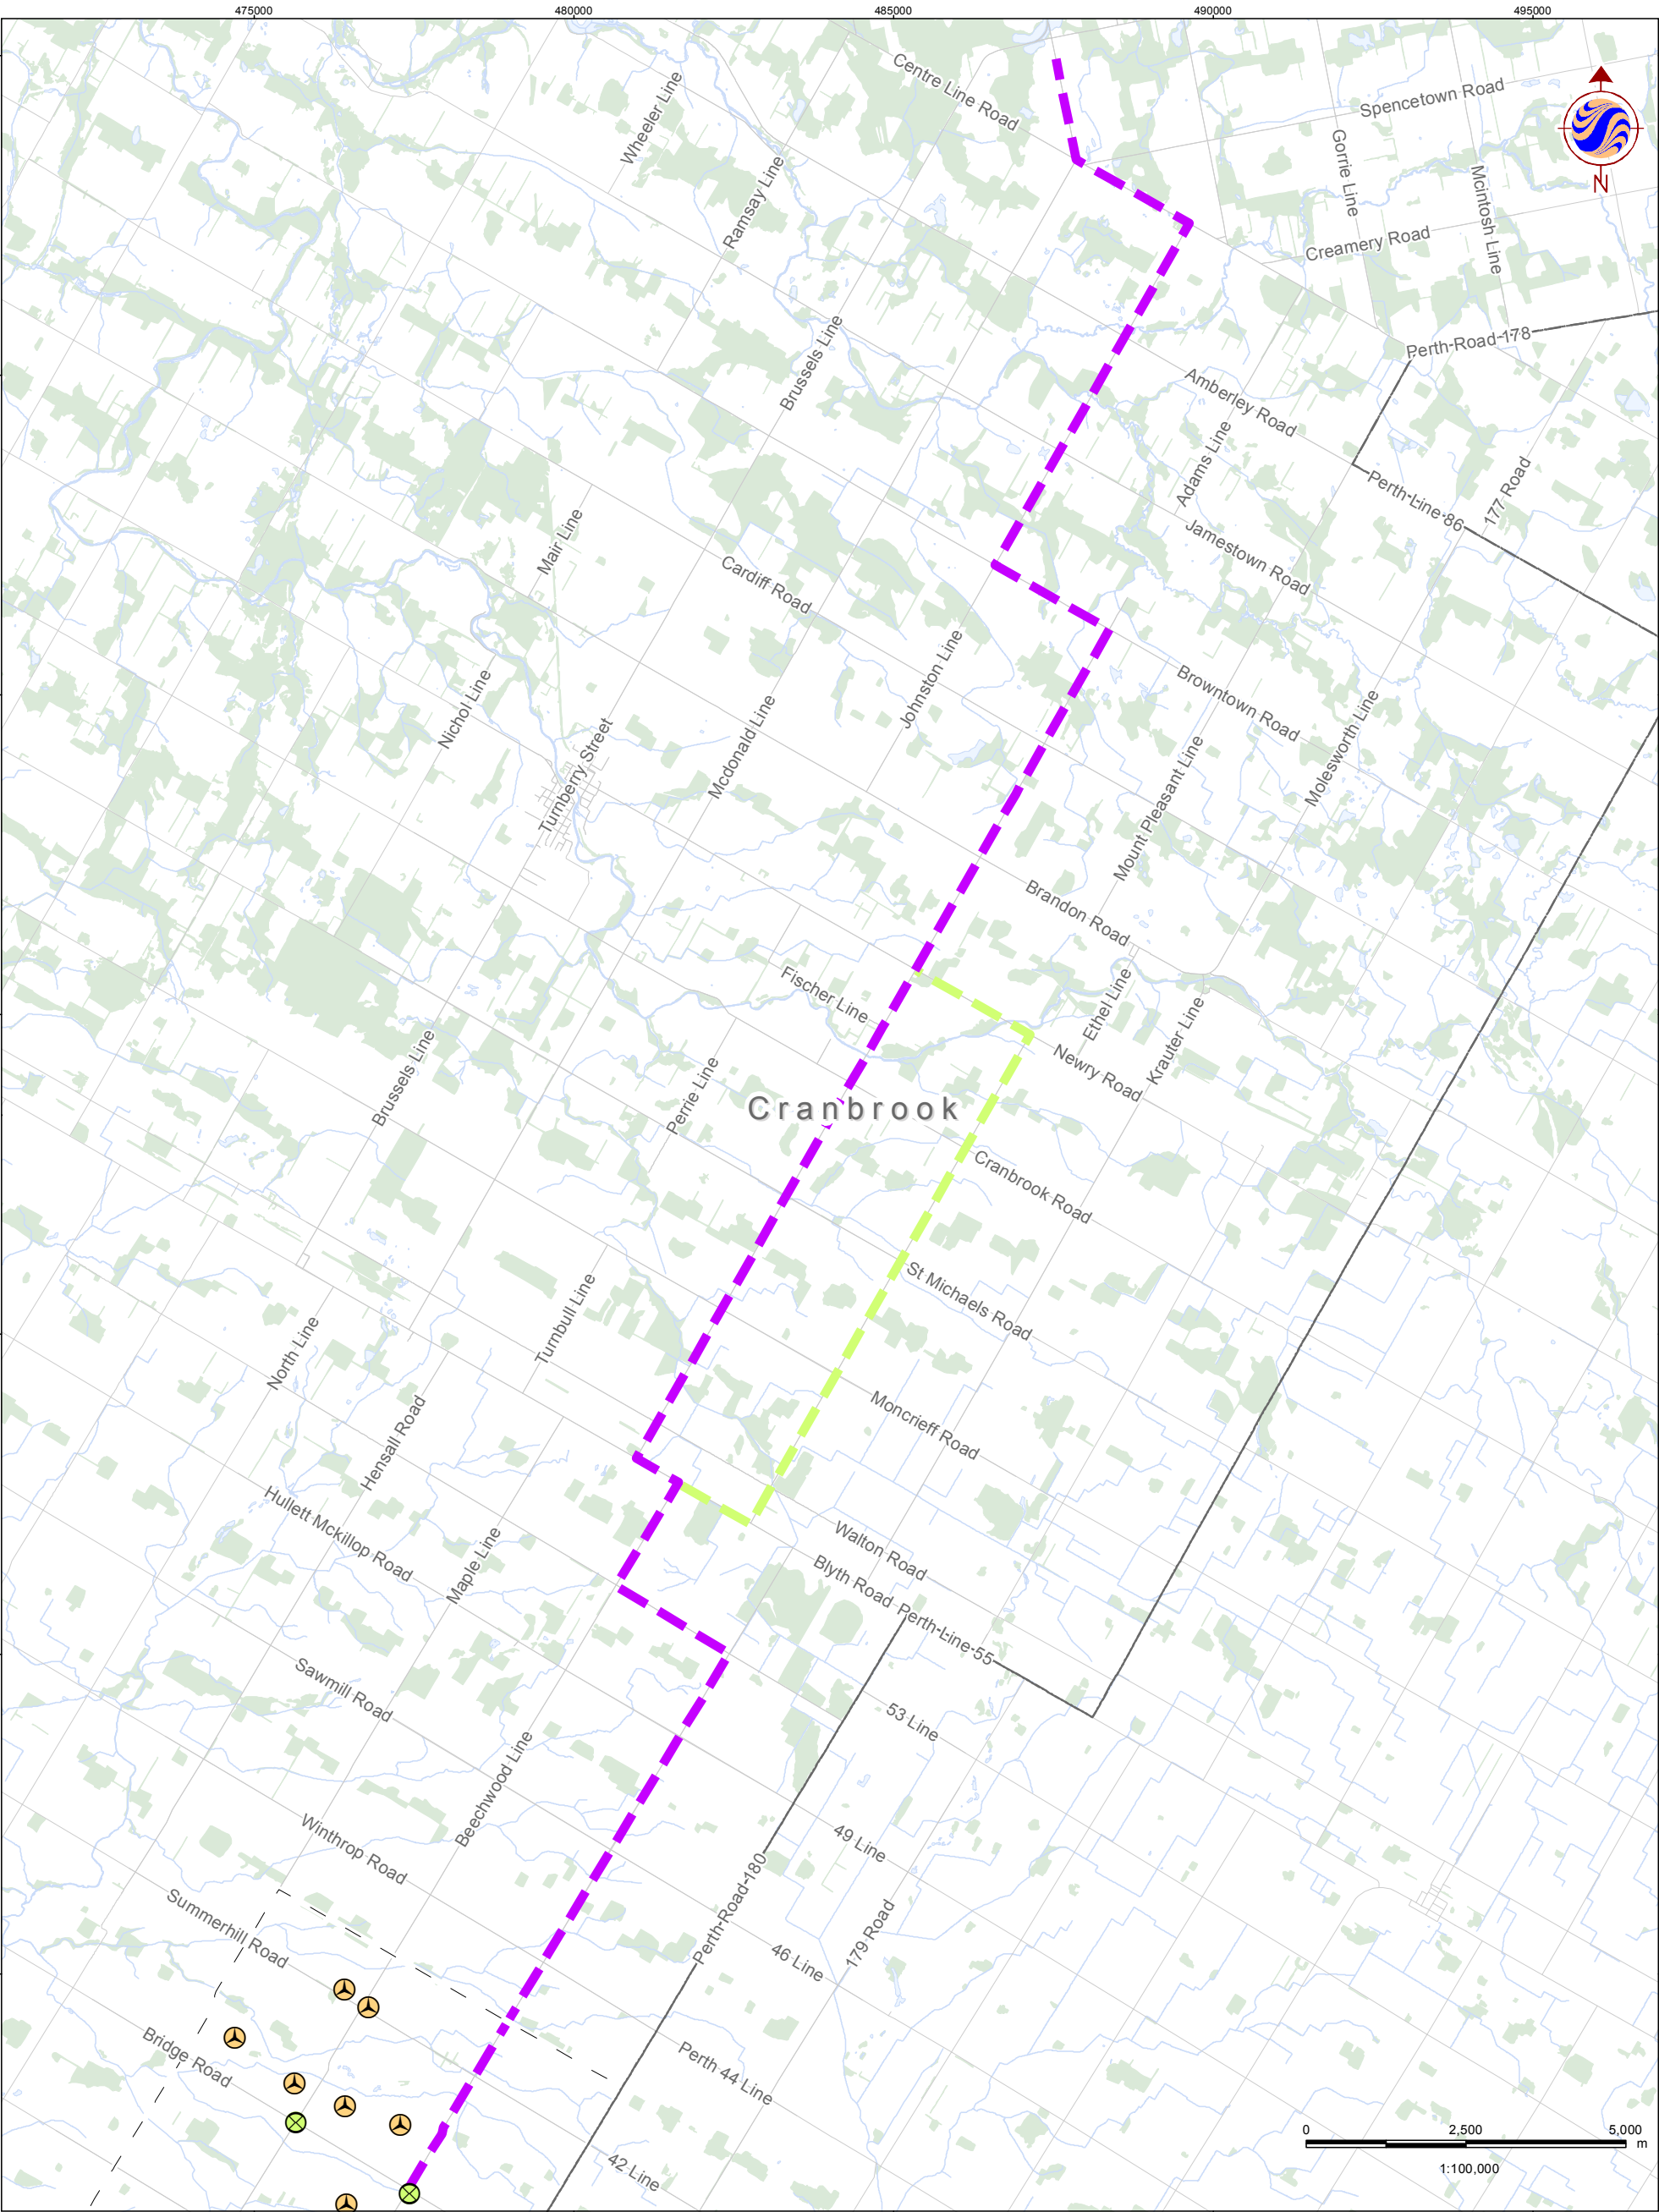 475000
480000
485000
490000
495000
Centre Line Road
Spencetown Road
Wheeler Line
Gorrie Line
Mcintosh Line
N
Ramsay Line
Creamery Road
Brussels Line
Perth-Road-178
Amberley Road
Adams Line
Perth-Line-86
177 Road
Mair Line
Jamestown Road
Cardiff Road
Johnston Line
Nichol Line
Browntown Road
Mcdonald Line
Molesworth Line
Turnberry Street
Mount Pleasant Line
Brandon Road
Fischer Line
Ethel Line
Krauter Line
Newry Road
Brussels Line
Perrie Line
Cranbrook
Cranbrook Road
St Michaels Road
Turnbull Line
North Line
Hensall Road
Moncrieff Road
Hullett Mckillop Road
Maple Line
Walton Road
Blyth Road
Perth-Line-55
Sawmill Road
53 Line
Beechwood Line
Winthrop Road
49 Line
Perth-Road-180
Summerhill Road
179 Road
46 Line
Bridge Road
Perth 44 Line
42 Line
0 2,500 5,000
m
1:100,000